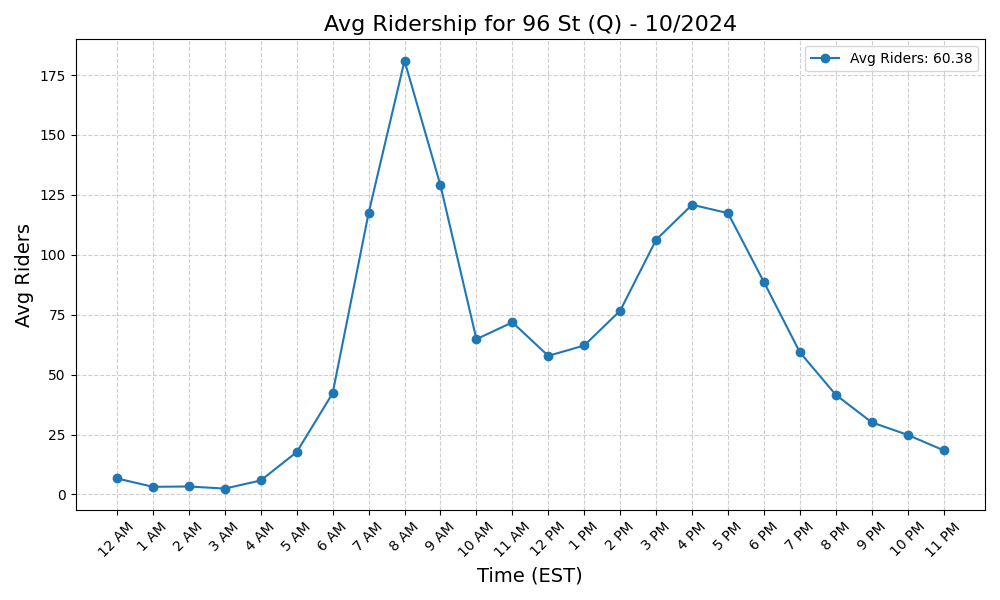 Avg Ridership for 96 St (Q) - 10/2024
Avg Riders: 60.38
Avg Riders
175
150
125
100
75
50
25
0
12 AM
1 AM
2 AM
3 AM
4 AM
5 AM
6 AM
7 AM
8 AM
9 AM
10 AM
11 AM
12 PM
1 PM
2 PM
3 PM
4 PM
5 PM
6 PM
7 PM
8 PM
9 PM
10 PM
11 PM
Time (EST)